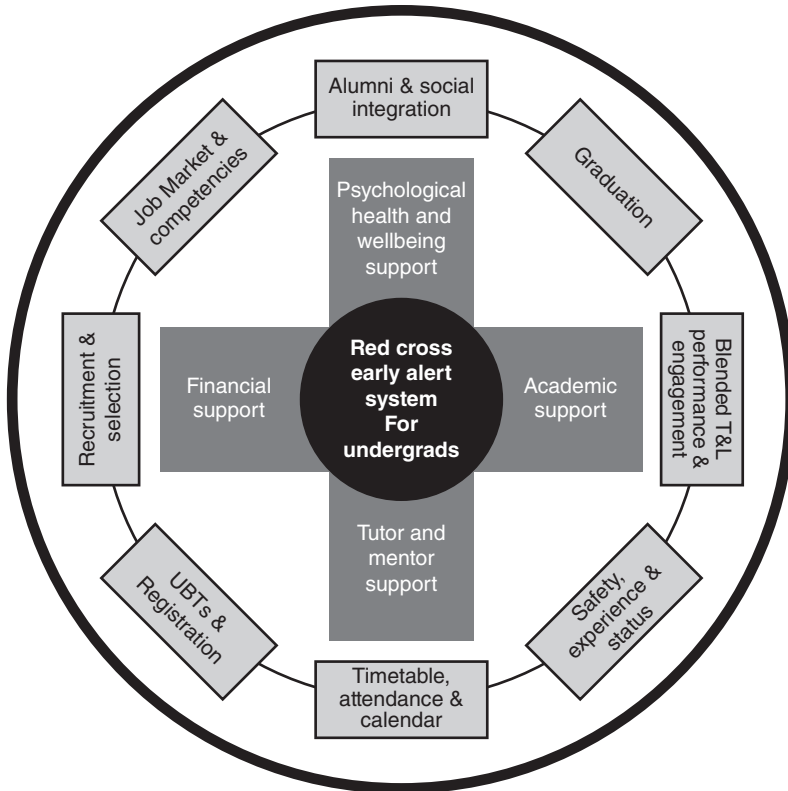 Alumni & social
integration
Graduation
Blended T&L
performance &
engagement
Safety,
experience &
status
Timetable,
attendance &
calendar
UBTs &
Registration
Recruitment &
selection
Job Market &
competencies
Psychological
health and
wellbeing
support
Academic
support
Tutor and
mentor
support
Financial
support
Red cross
early alert
system
For
undergrads